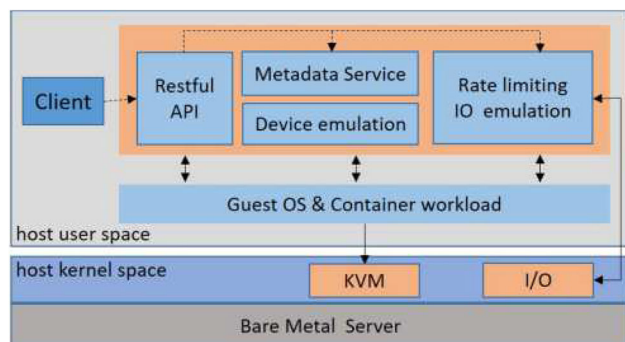 Client
Restful
API
Metadata Service
Device emulation
Rate limiting
IO emulation
Guest OS & Container workload
host user space
host kernel space
KVM
I/O
Bare Metal Server